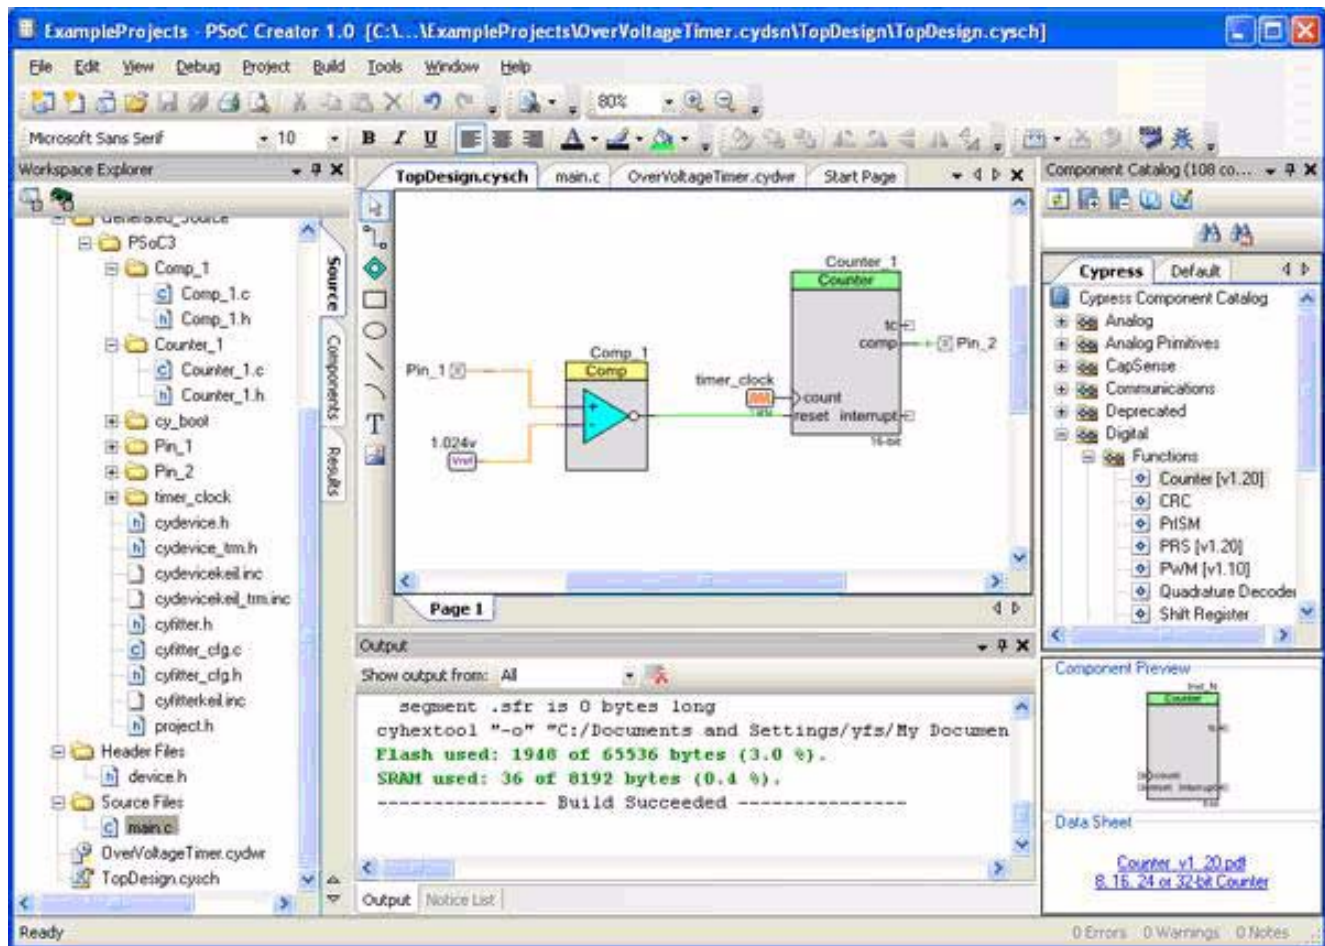 ExampleProjects - PSoC Creator 1.0 [C:\...\ExampleProjects\OverVoltageTimer.cydsn\TopDesign\TopDesign.cysch]
File Edit View Debug Project Build Tools Window Help
80%
Microsoft Sans Serif 10 B I U A
Workspace Explorer
Generated_Source
PSoC3
Comp_1
Comp_1.c
Comp_1.h
Counter_1
Counter_1.c
Counter_1.h
cy_boot
Pin_1
Pin_2
timer_clock
cydevice.h
cydevice_trm.h
cydevicekeil.inc
cydevicekeil_trm.inc
cyfitter.h
cyfitter_cfg.c
cyfitter_cfg.h
cyfitterkeil.inc
project.h
Header Files
device.h
Source Files
main.c
OverVoltageTimer.cydwr
TopDesign.cysch
Source
Components
Results
TopDesign.cysch main.c OverVoltageTimer.cydwr Start Page
T
Counter_1
Counter
tc
comp
Pin_2
Comp_1
Comp
Pin_1
timer_clock
count
reset interrupt
16-bit
1.024v
Vref
Page 1
Output
Show output from: All
segment .sfr is 0 bytes long
cyhextool "-o" "C:/Documents and Settings/yfs/My Documen
Flash used: 1948 of 65536 bytes (3.0 %).
SRAM used: 36 of 8192 bytes (0.4 %).
--------------- Build Succeeded ---------------
Output Notice List
Component Catalog (108 co...
Cypress Default
Cypress Component Catalog
Analog
Analog Primitives
CapSense
Communications
Deprecated
Digital
Functions
Counter [v1.20]
CRC
PrISM
PRS [v1.20]
PWM [v1.10]
Quadrature Decoder
Shift Register
Component Preview
Inst_N
Counter
count
reset interrupt
Data Sheet
Counter_v1_20.pdf
8, 16, 24 or 32-bit Counter
Ready
0 Errors 0 Warnings 0 Notes